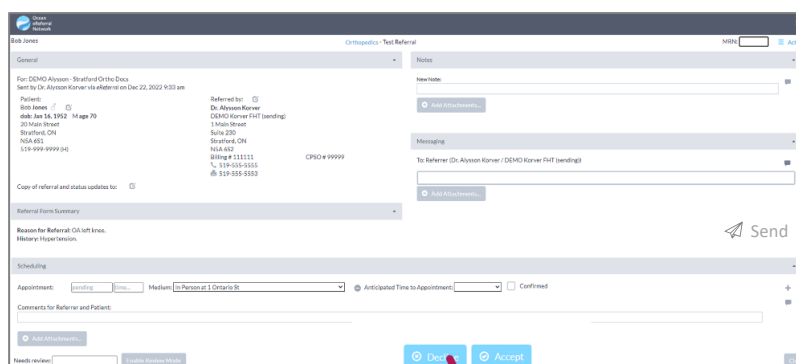 Ocean
eReferral
Network
Bob Jones
Orthopedics - Test Referral
MRN:
General
For: DEMO Alysson - Stratford Ortho Docs
Sent by Dr. Alysson Korver via eReferral on Dec 22, 2022 9:33 am
Patient:
Bob Jones
dob: Jan 16, 1952 M age 70
20 Main Street
Stratford, ON
N5A 6S1
519-999-9999 (H)
Referred by:
Dr. Alysson Korver
DEMO Korver FHT (sending)
1 Main Street
Suite 230
Stratford, ON
N5A 6S2
Billing # 111111 CPSO # 99999
519-555-5555
519-555-5553
Copy of referral and status updates to:
Referral Form Summary
Reason for Referral: OA left knee.
History: Hypertension.
Notes
New Note:
Add Attachments...
Messaging
To: Referrer (Dr. Alysson Korver / DEMO Korver FHT (sending))
Add Attachments...
Send
Scheduling
Appointment: pending time... Medium: In Person at 1 Ontario St Anticipated Time to Appointment: Confirmed
Comments for Referrer and Patient:
Add Attachments...
Needs review: Enable Review Mode
Accept